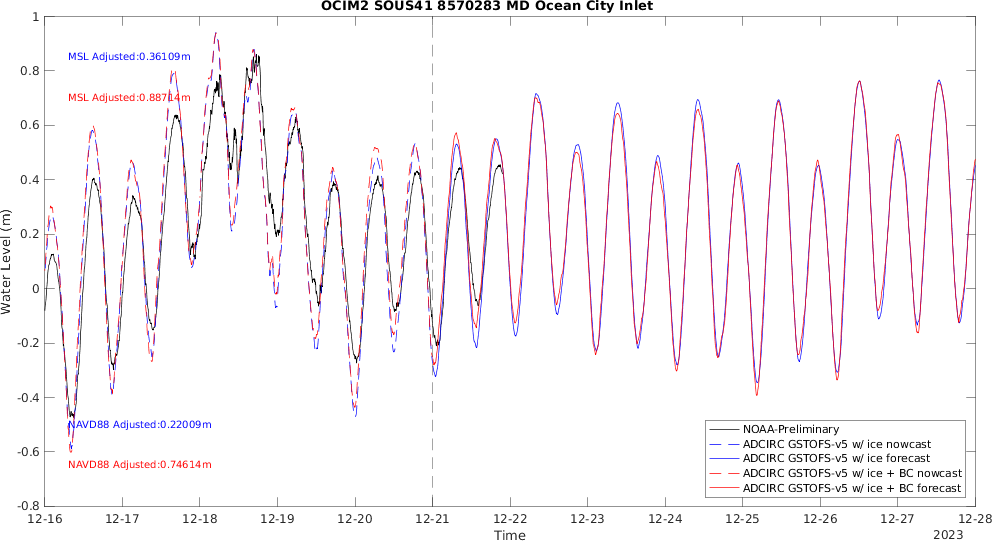 OCIM2 SOUS41 8570283 MD Ocean City Inlet
1
0.8
0.6
0.4
0.2
0
-0.2
-0.4
-0.6
-0.8
Water Level (m)
MSL Adjusted:0.36109m
MSL Adjusted:0.88714m
NAVD88 Adjusted:0.22009m
NAVD88 Adjusted:0.74614m
NOAA-Preliminary
ADCIRC GSTOFS-v5 w/ ice nowcast
ADCIRC GSTOFS-v5 w/ ice forecast
ADCIRC GSTOFS-v5 w/ ice + BC nowcast
ADCIRC GSTOFS-v5 w/ ice + BC forecast
12-16 12-17 12-18 12-19 12-20 12-21 12-22 12-23 12-24 12-25 12-26 12-27 12-28
Time
2023